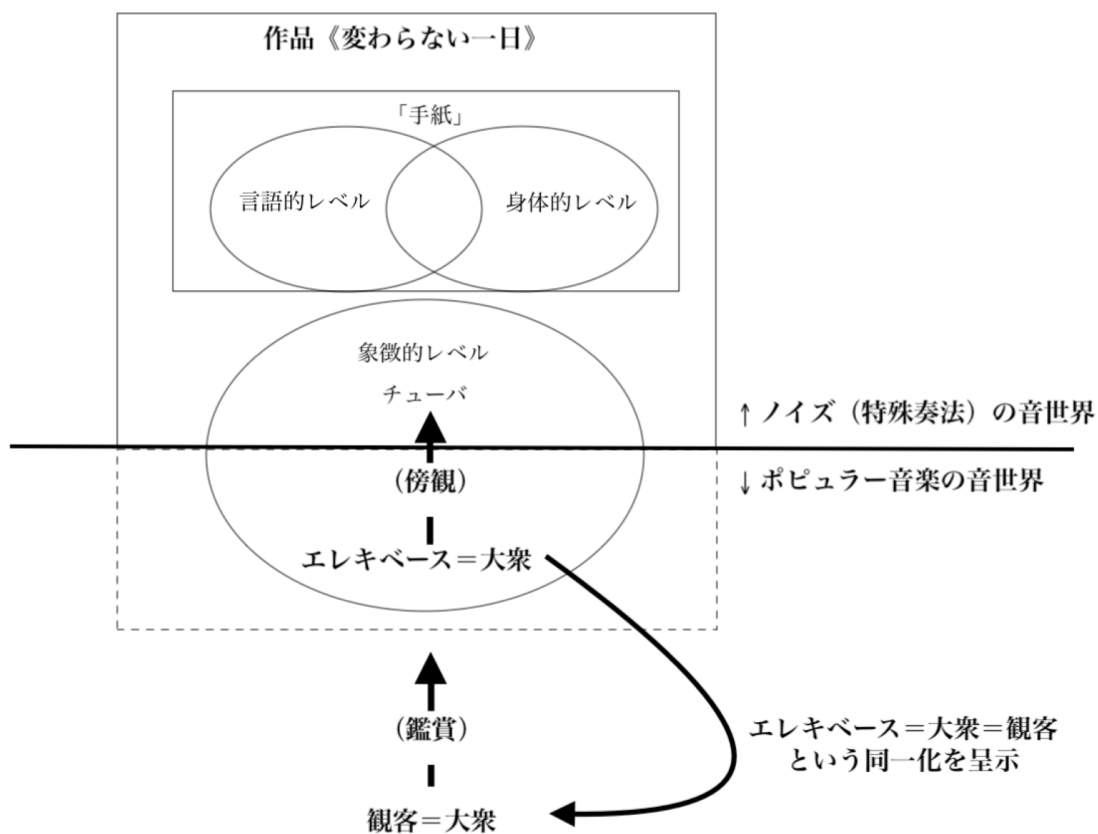 作品《変わらない一日》
「手紙」
言語的レベル
身体的レベル
象徴的レベル
チューバ
↑ ノイズ（特殊奏法）の音世界
（傍観）
↓ ポピュラー音楽の音世界
エレキベース＝大衆
（鑑賞）
エレキベース＝大衆＝観客
という同一化を呈示
観客＝大衆